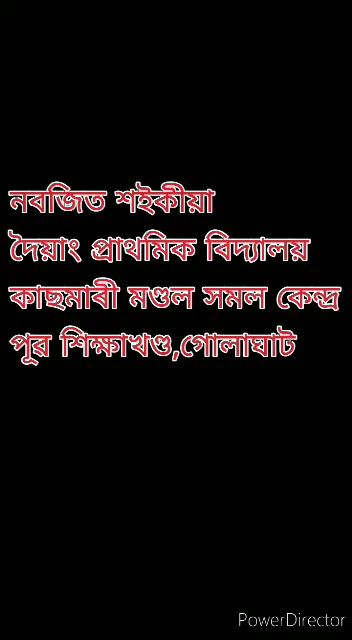 নবজিত শইকীয়া
দৈয়াং প্ৰাথমিক বিদ্যালয়
কাছমাৰী মণ্ডল সমল কেন্দ্ৰ
পূৱ শিক্ষাখণ্ড,গোলাঘাট
PowerDirector